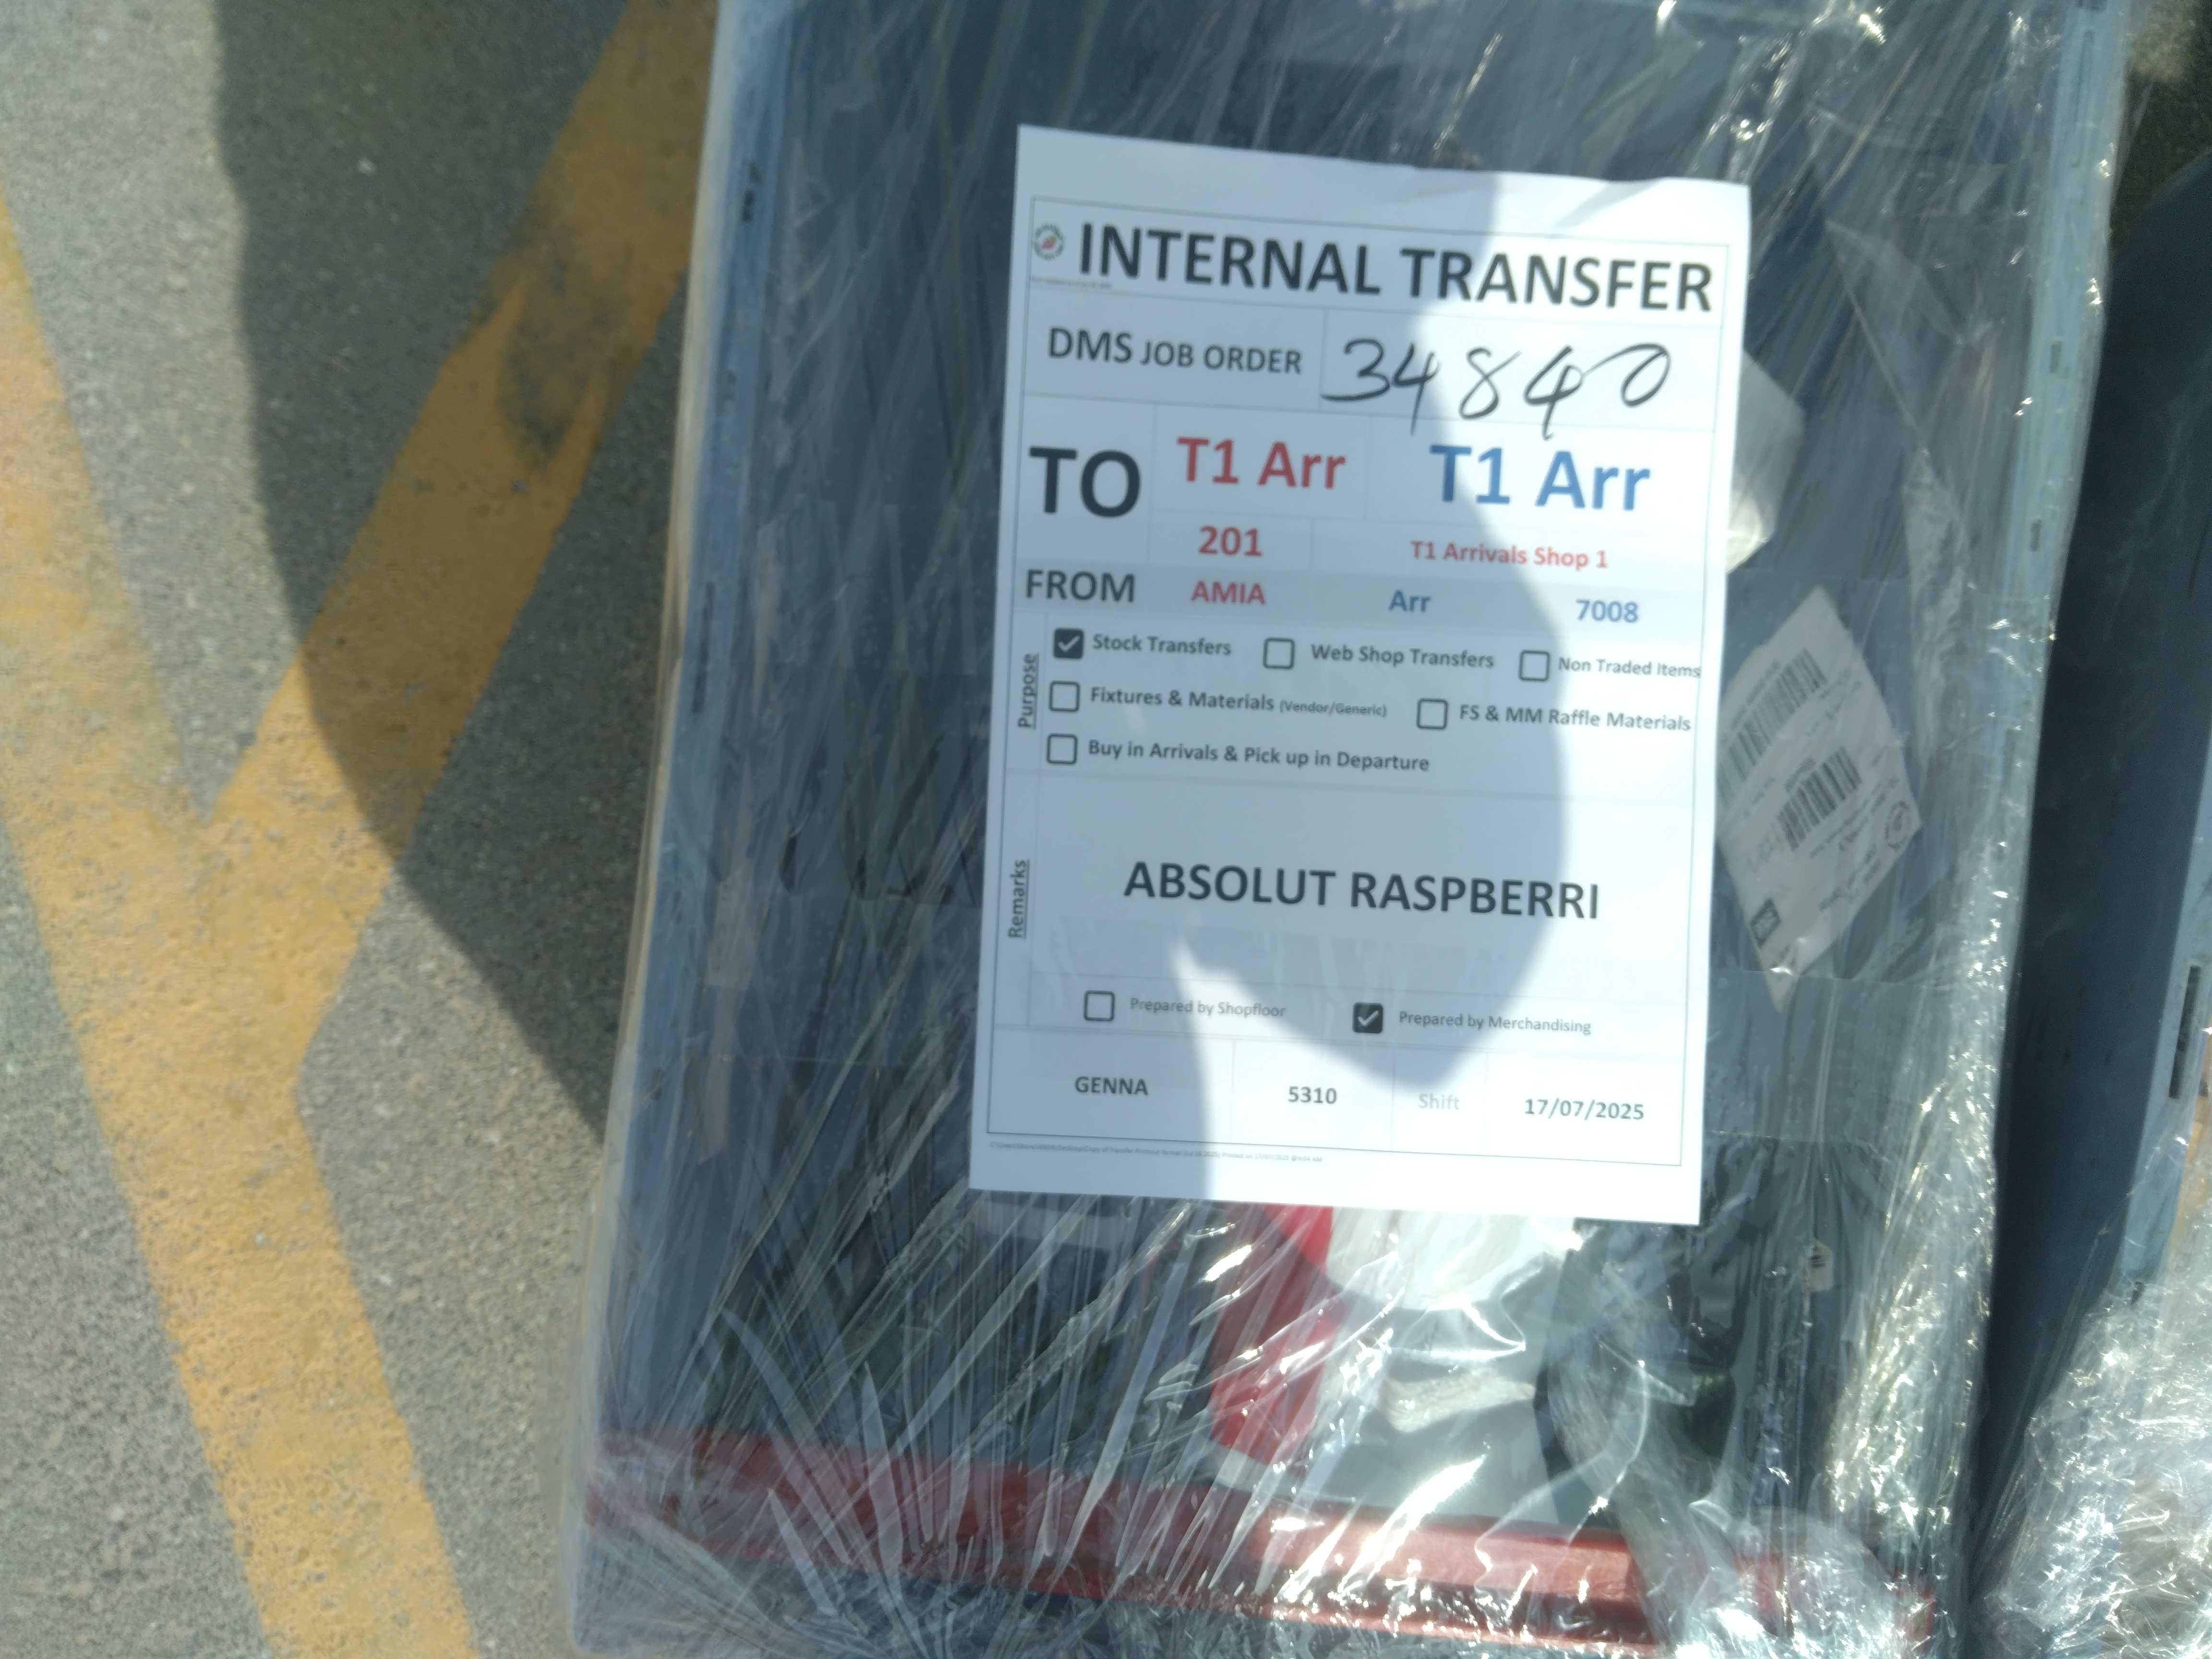 INTERNAL TRANSFER
DMS JOB ORDER 34840
TO T1 Arr T1 Arr
201 T1 Arrivals Shop 1
FROM AMIA Arr 7008
Purpose
Stock Transfers Web Shop Transfers Non Traded Items
Fixtures & Materials (Vendor/Generic) FS & MM Raffle Materials
Buy in Arrivals & Pick up in Departure
Remarks
ABSOLUT RASPBERRI
Prepared by Shopfloor Prepared by Merchandising
GENNA 5310 Shift 17/07/2025